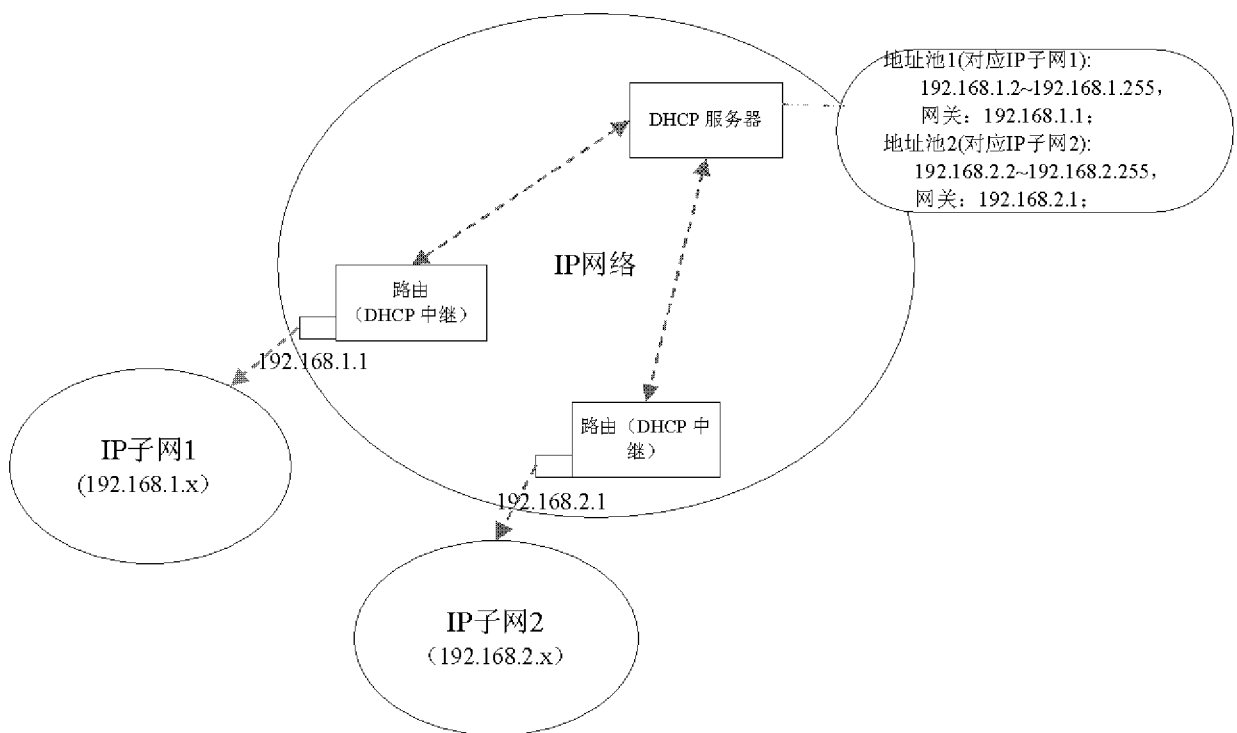 地址池1(对应IP子网1):
192.168.1.2~192.168.1.255，
网关：192.168.1.1；
地址池2(对应IP子网2):
192.168.2.2~192.168.2.255，
网关：192.168.2.1；
DHCP 服务器
IP网络
路由
（DHCP 中继）
192.168.1.1
路由（DHCP 中
继）
192.168.2.1
IP子网1
(192.168.1.x）
IP子网2
（192.168.2.x）